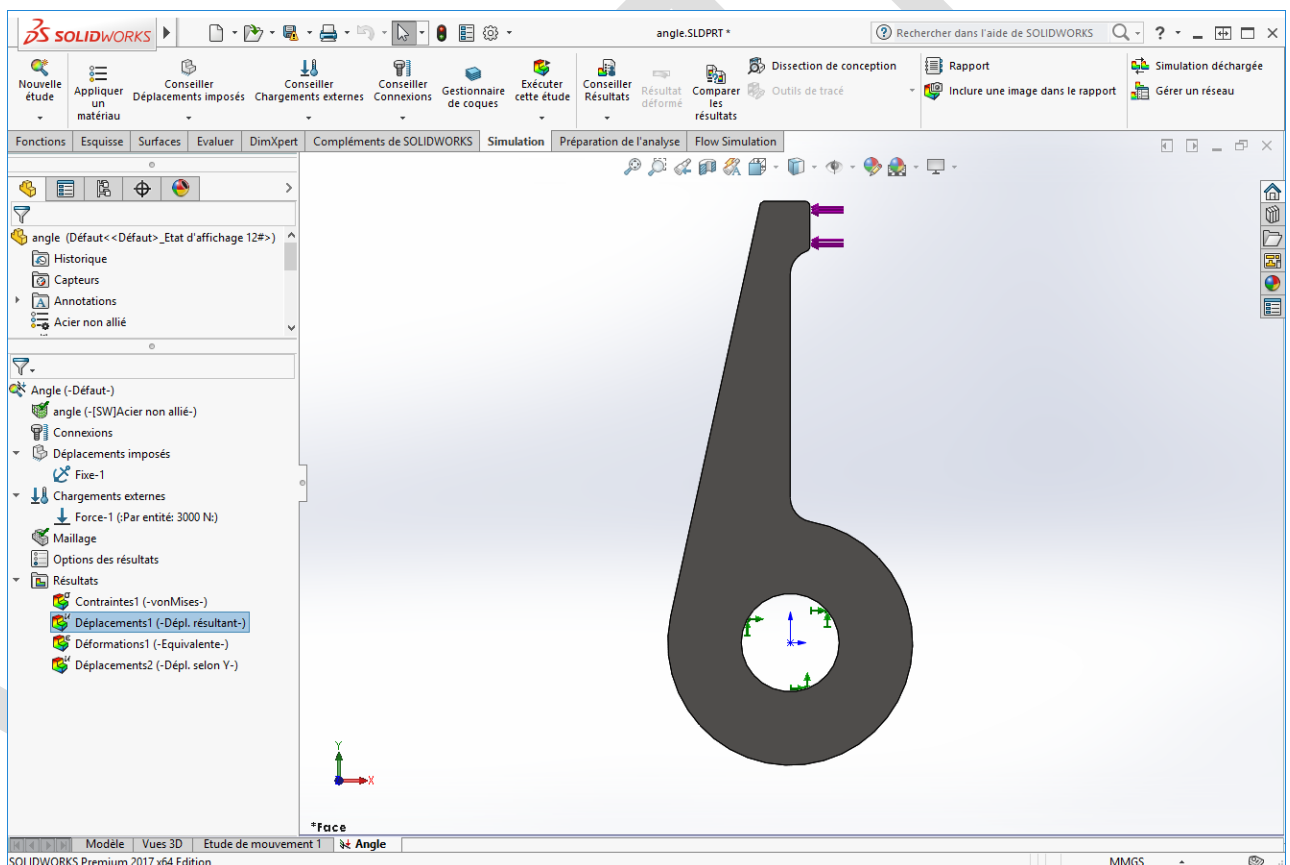 SOLIDWORKS
angle.SLDPRT *
Rechercher dans l'aide de SOLIDWORKS
Nouvelle étude
Appliquer un matériau
Conseiller Déplacements imposés
Conseiller Chargements externes
Conseiller Connexions
Gestionnaire de coques
Exécuter cette étude
Conseiller Résultats
Résultat déformé
Comparer les résultats
Dissection de conception
Outils de tracé
Rapport
Inclure une image dans le rapport
Simulation déchargée
Gérer un réseau
Fonctions Esquisse Surfaces Evaluer DimXpert Compléments de SOLIDWORKS Simulation Préparation de l'analyse Flow Simulation
angle (Défaut<<Défaut>_Etat d'affichage 12#>)
Historique
Capteurs
Annotations
Acier non allié
Angle (-Défaut-)
angle (-[SW]Acier non allié-)
Connexions
Déplacements imposés
Fixe-1
Chargements externes
Force-1 (:Par entité: 3000 N:)
Maillage
Options des résultats
Résultats
Contraintes1 (-vonMises-)
Déplacements1 (-Dépl. résultant-)
Déformations1 (-Equivalente-)
Déplacements2 (-Dépl. selon Y-)
Y
X
*Face
Modèle Vues 3D Etude de mouvement 1 Angle
SOLIDWORKS Premium 2017 x64 Edition
MMGS